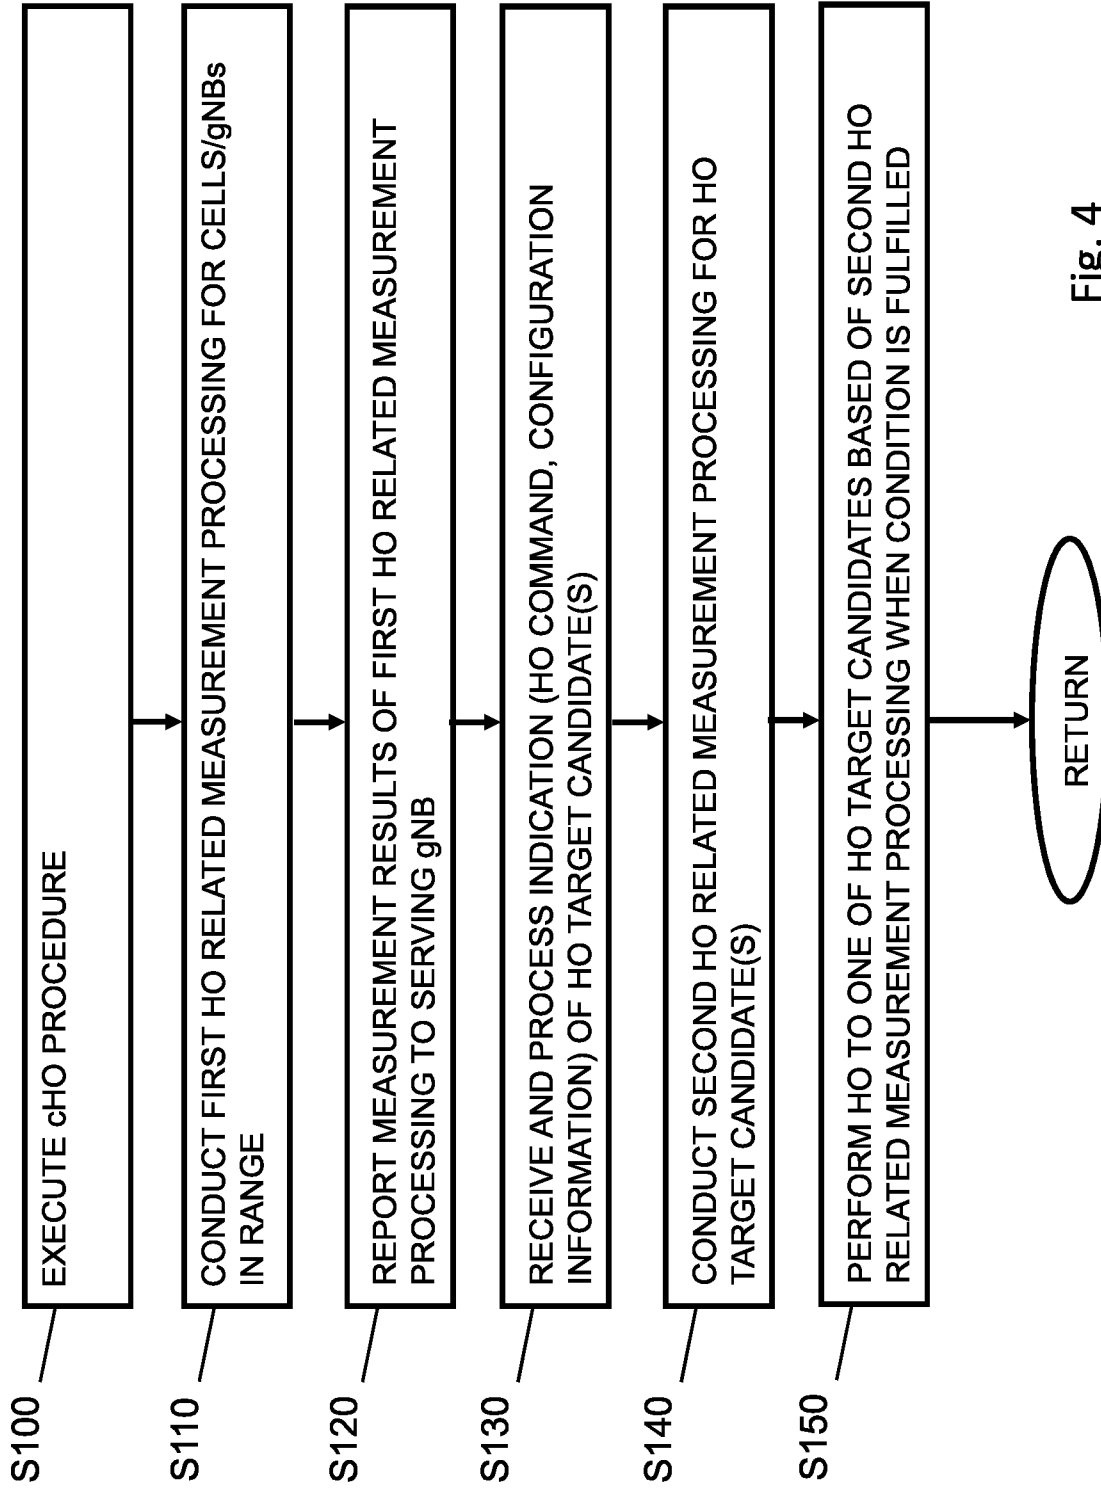 S100
EXECUTE cHO PROCEDURE
S110
CONDUCT FIRST HO RELATED MEASUREMENT PROCESSING FOR CELLS/gNBs
IN RANGE
S120
REPORT MEASUREMENT RESULTS OF FIRST HO RELATED MEASUREMENT
PROCESSING TO SERVING gNB
S130
RECEIVE AND PROCESS INDICATION (HO COMMAND, CONFIGURATION
INFORMATION) OF HO TARGET CANDIDATE(S)
S140
CONDUCT SECOND HO RELATED MEASUREMENT PROCESSING FOR HO
TARGET CANDIDATE(S)
S150
PERFORM HO TO ONE OF HO TARGET CANDIDATES BASED OF SECOND HO
RELATED MEASUREMENT PROCESSING WHEN CONDITION IS FULFILLED
RETURN
Fig. 4